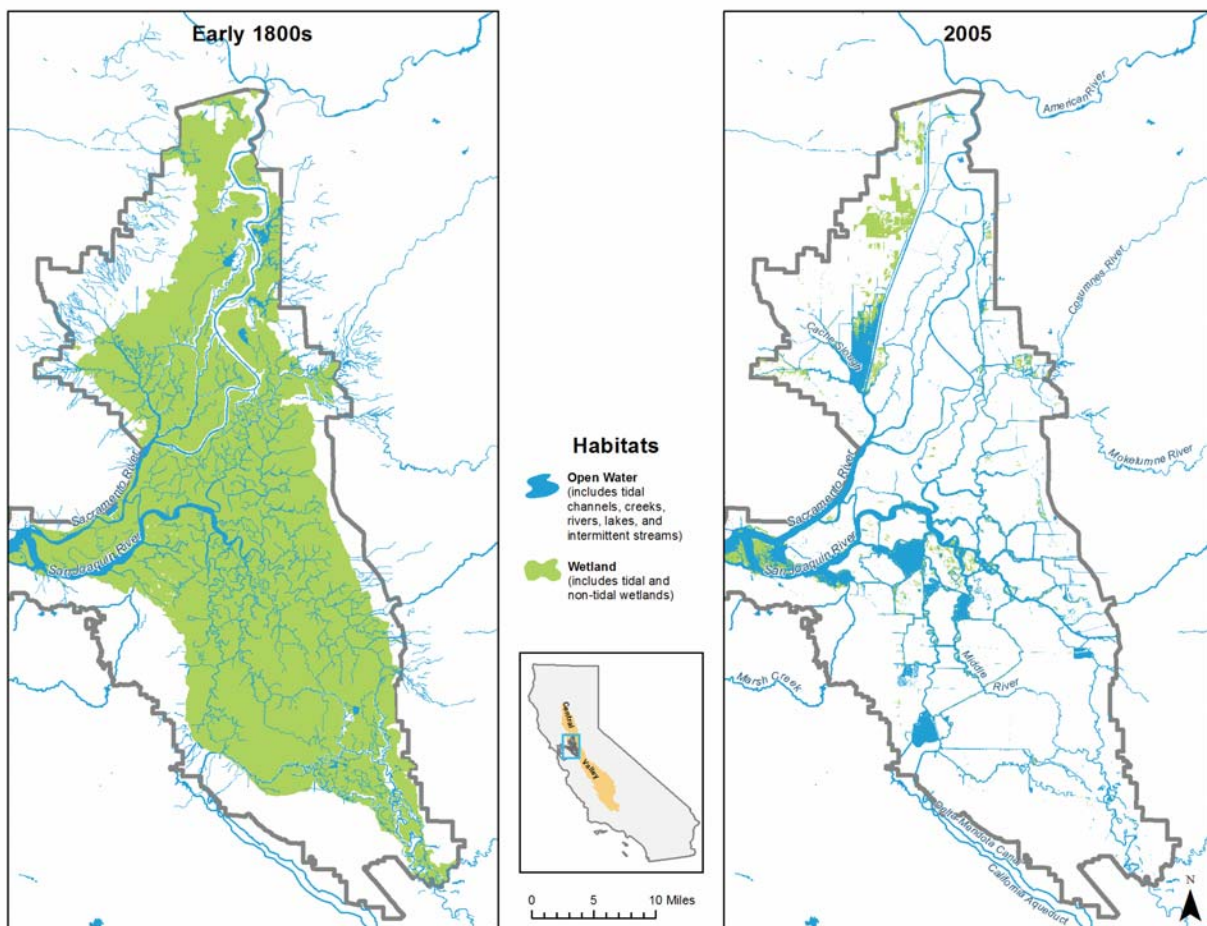 Early 1800s
Sacramento River
San Joaquin River
Habitats
Open Water
(includes tidal
channels, creeks,
rivers, lakes, and
intermittent streams)
Wetland
(includes tidal and
non-tidal wetlands)
Central
Valley
0 5 10 Miles
2005
American River
Cosumnes River
Cache Slough
Mokelumne River
Sacramento River
San Joaquin River
Middle
River
Marsh Creek
Delta-Mendota Canal
California Aqueduct
N